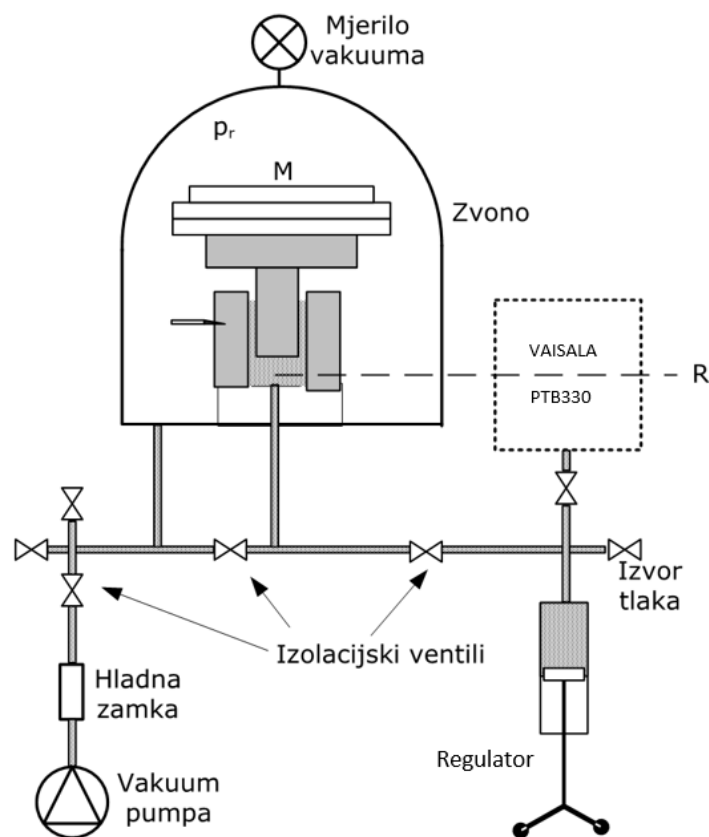 Mjerilo
vakuuma
pᵣ
M
Zvono
VAISALA
R
PTB330
Izvor
tlaka
Izolacijski ventili
Hladna
zamka
Regulator
Vakuum
pumpa